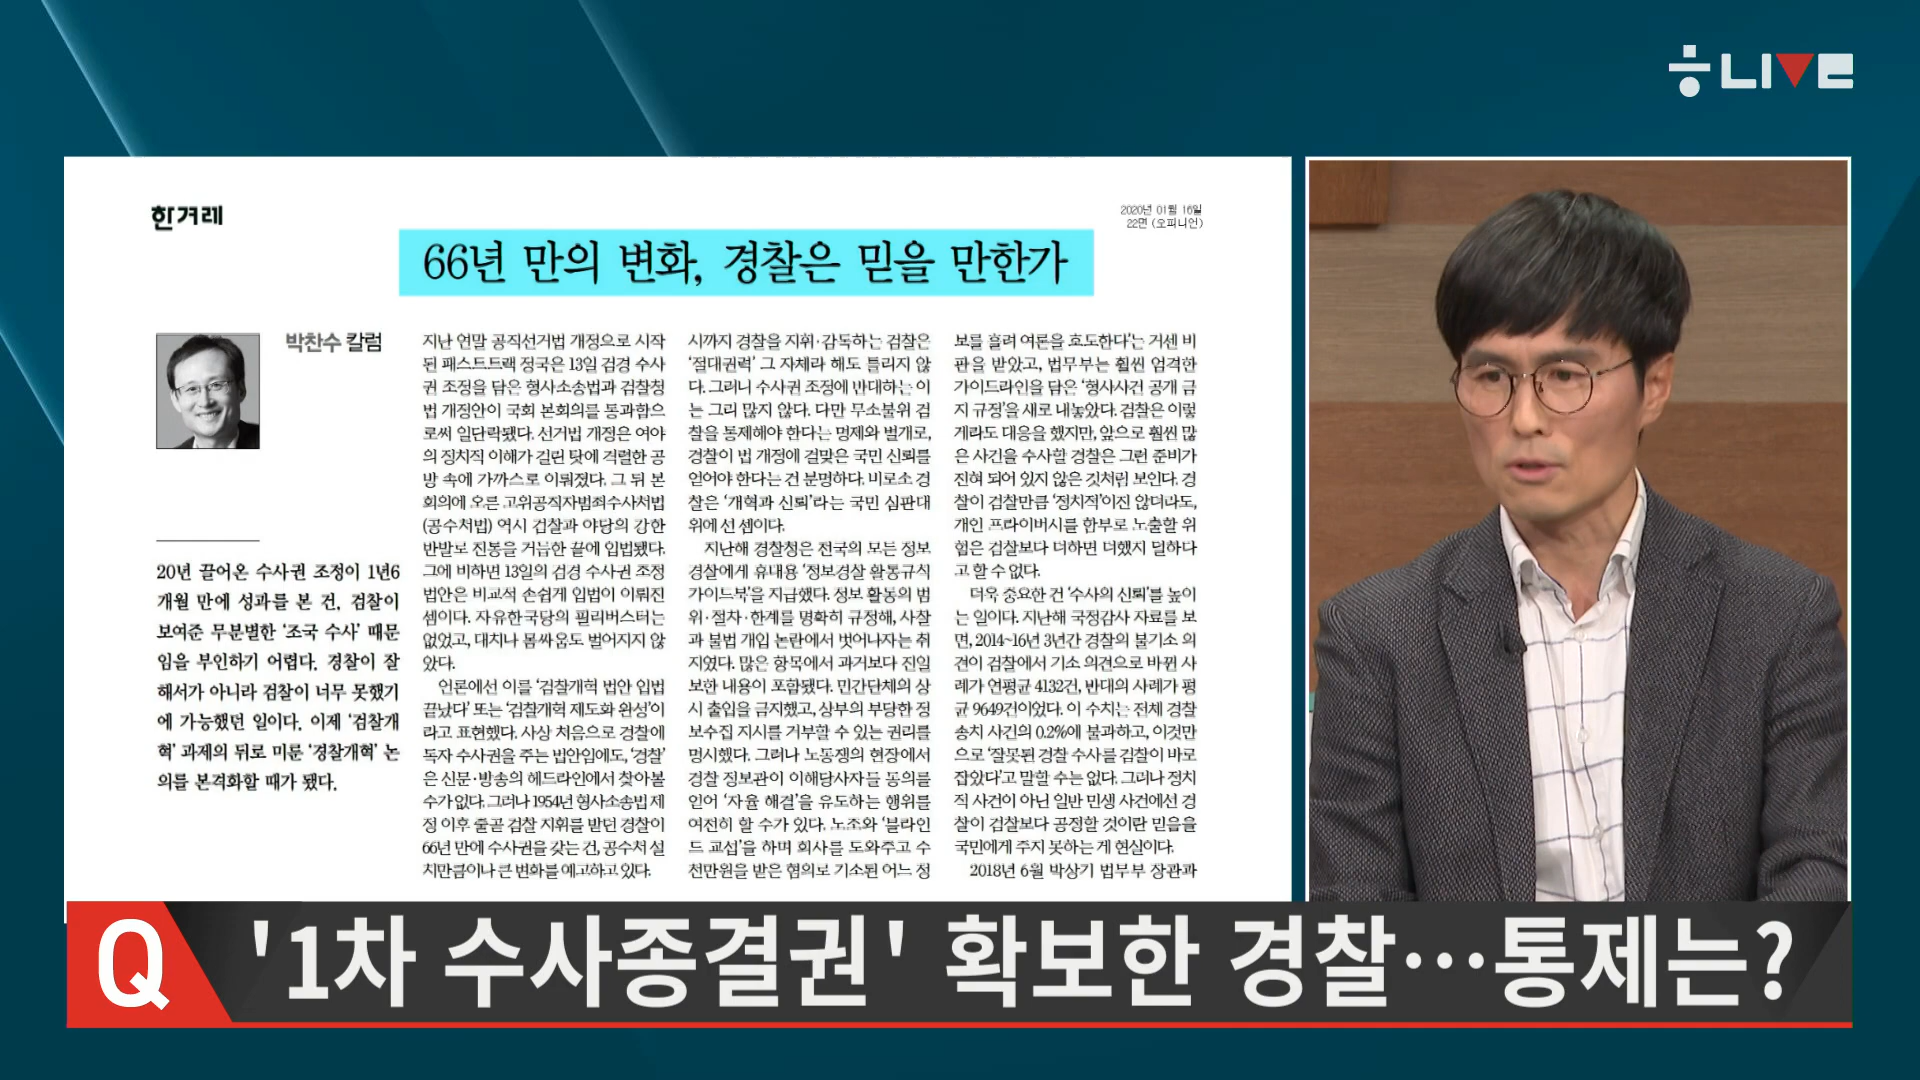 LIVE
한겨레
2020년 01월 16일
22면 (오피니언)
66년 만의 변화, 경찰은 믿을 만한가
박찬수 칼럼
20년 끌어온 수사권 조정이 1년6
개월 만에 성과를 본 건, 검찰이
보여준 무분별한 ‘조국 수사’ 때문
임을 부인하기 어렵다. 경찰이 잘
해서가 아니라 검찰이 너무 못했기
에 가능했던 일이다. 이제 ‘검찰개
혁’ 과제의 뒤로 미룬 ‘경찰개혁’ 논
의를 본격화할 때가 됐다.
지난 연말 공직선거법 개정으로 시작
된 패스트트랙 정국은 13일 검경 수사
권 조정을 담은 형사소송법과 검찰청
법 개정안이 국회 본회의를 통과함으
로써 일단락됐다. 선거법 개정은 여야
의 정치적 이해가 걸린 탓에 격렬한 공
방 속에 가까스로 이뤄졌다. 그 뒤 본
회의에 오른 고위공직자범죄수사처법
(공수처법) 역시 검찰과 야당의 강한
반발로 진통을 거듭한 끝에 입법됐다.
그에 비하면 13일의 검경 수사권 조정
법안은 비교적 손쉽게 입법이 이뤄진
셈이다. 자유한국당의 필리버스터는
없었고, 대치나 몸싸움도 벌어지지 않
았다.
언론에선 이를 ‘검찰개혁 법안 입법
끝났다’ 또는 ‘검찰개혁 제도화 완성’이
라고 표현했다. 사상 처음으로 경찰에
독자 수사권을 주는 법안임에도, ‘경찰’
은 신문·방송의 헤드라인에서 찾아볼
수가 없다. 그러나 1954년 형사소송법 제
정 이후 줄곧 검찰 지휘를 받던 경찰이
66년 만에 수사권을 갖는 건, 공수처 설
치만큼이나 큰 변화를 예고하고 있다.
시까지 경찰을 지휘·감독하는 검찰은
‘절대권력’ 그 자체라 해도 틀리지 않
다. 그러니 수사권 조정에 반대하는 이
는 그리 많지 않다. 다만 무소불위 검
찰을 통제해야 한다는 명제와 별개로,
경찰이 법 개정에 걸맞은 국민 신뢰를
얻어야 한다는 건 분명하다. 비로소 경
찰은 ‘개혁과 신뢰’라는 국민 심판대
위에 선 셈이다.
지난해 경찰청은 전국의 모든 정보
경찰에게 휴대용 ‘정보경찰 활동규칙
가이드북’을 지급했다. 정보 활동의 범
위·절차·한계를 명확히 규정해, 사찰
과 불법 개입 논란에서 벗어나자는 취
지였다. 많은 항목에서 과거보다 진일
보한 내용이 포함됐다. 민간단체의 상
시 출입을 금지했고, 상부의 부당한 정
보수집 지시를 거부할 수 있는 권리를
명시했다. 그러나 노동쟁의 현장에서
경찰 정보관이 이해당사자들 동의를
얻어 ‘자율 해결’을 유도하는 행위를
여전히 할 수가 있다. 노조와 ‘블라인
드 교섭’을 하며 회사를 도와주고 수
천만원을 받은 혐의로 기소된 어느 정
보를 흘려 여론을 호도한다’는 거센 비
판을 받았고, 법무부는 훨씬 엄격한
가이드라인을 담은 ‘형사사건 공개 금
지 규정’을 새로 내놓았다. 검찰은 이렇
게라도 대응을 했지만, 앞으로 훨씬 많
은 사건을 수사할 경찰은 그런 준비가
전혀 되어 있지 않은 것처럼 보인다. 경
찰이 검찰만큼 ‘정치적’이진 않더라도,
개인 프라이버시를 함부로 노출할 위
험은 검찰보다 더하면 더했지 덜하다
고 할 수 없다.
더욱 중요한 건 ‘수사의 신뢰’를 높이
는 일이다. 지난해 국정감사 자료를 보
면, 2014~16년 3년간 경찰의 불기소 의
견이 검찰에서 기소 의견으로 바뀐 사
례가 연평균 4132건, 반대의 사례가 평
균 9649건이었다. 이 수치는 전체 경찰
송치 사건의 0.2%에 불과하고, 이것만
으로 ‘잘못된 경찰 수사를 검찰이 바로
잡았다’고 말할 수는 없다. 그러나 정치
적 사건이 아닌 일반 민생 사건에선 경
찰이 검찰보다 공정할 것이란 믿음을
국민에게 주지 못하는 게 현실이다.
2018년 6월 박상기 법무부 장관과
Q '1차 수사종결권' 확보한 경찰…통제는?